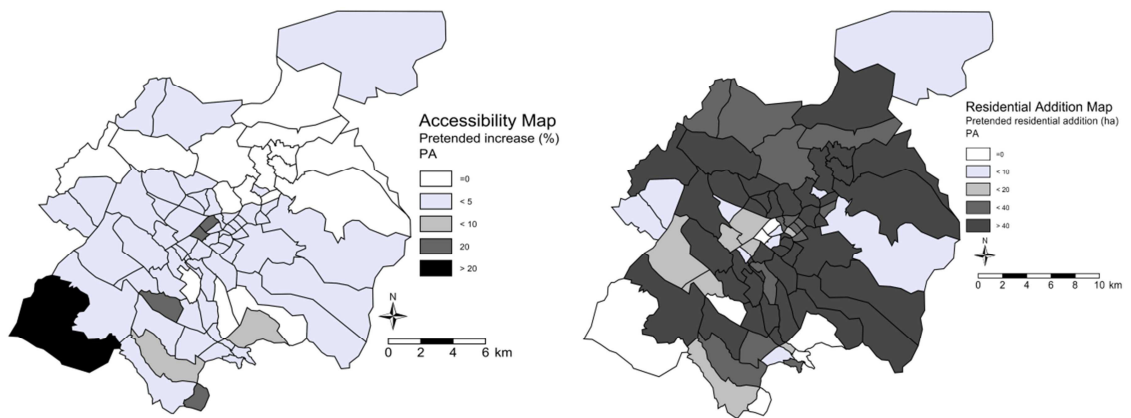 Accessibility Map
Pretended increase (%)
PA
=0
< 5
< 10
20
> 20
N
0 2 4 6 km
Residential Addition Map
Pretended residential addition (ha)
PA
=0
< 10
< 20
< 40
> 40
N
0 2 4 6 8 10 km